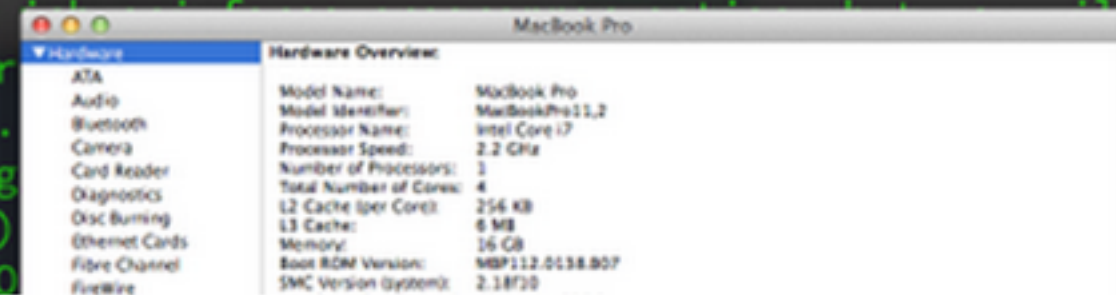 MacBook Pro
Hardware
ATA
Audio
Bluetooth
Camera
Card Reader
Diagnostics
Disc Burning
Ethernet Cards
Fibre Channel
FireWire
Hardware Overview:
Model Name: MacBook Pro
Model Identifier: MacBookPro11,2
Processor Name: Intel Core i7
Processor Speed: 2.2 GHz
Number of Processors: 1
Total Number of Cores: 4
L2 Cache (per Core): 256 KB
L3 Cache: 6 MB
Memory: 16 GB
Boot ROM Version: MBP112.0138.B07
SMC Version (system): 2.18f10